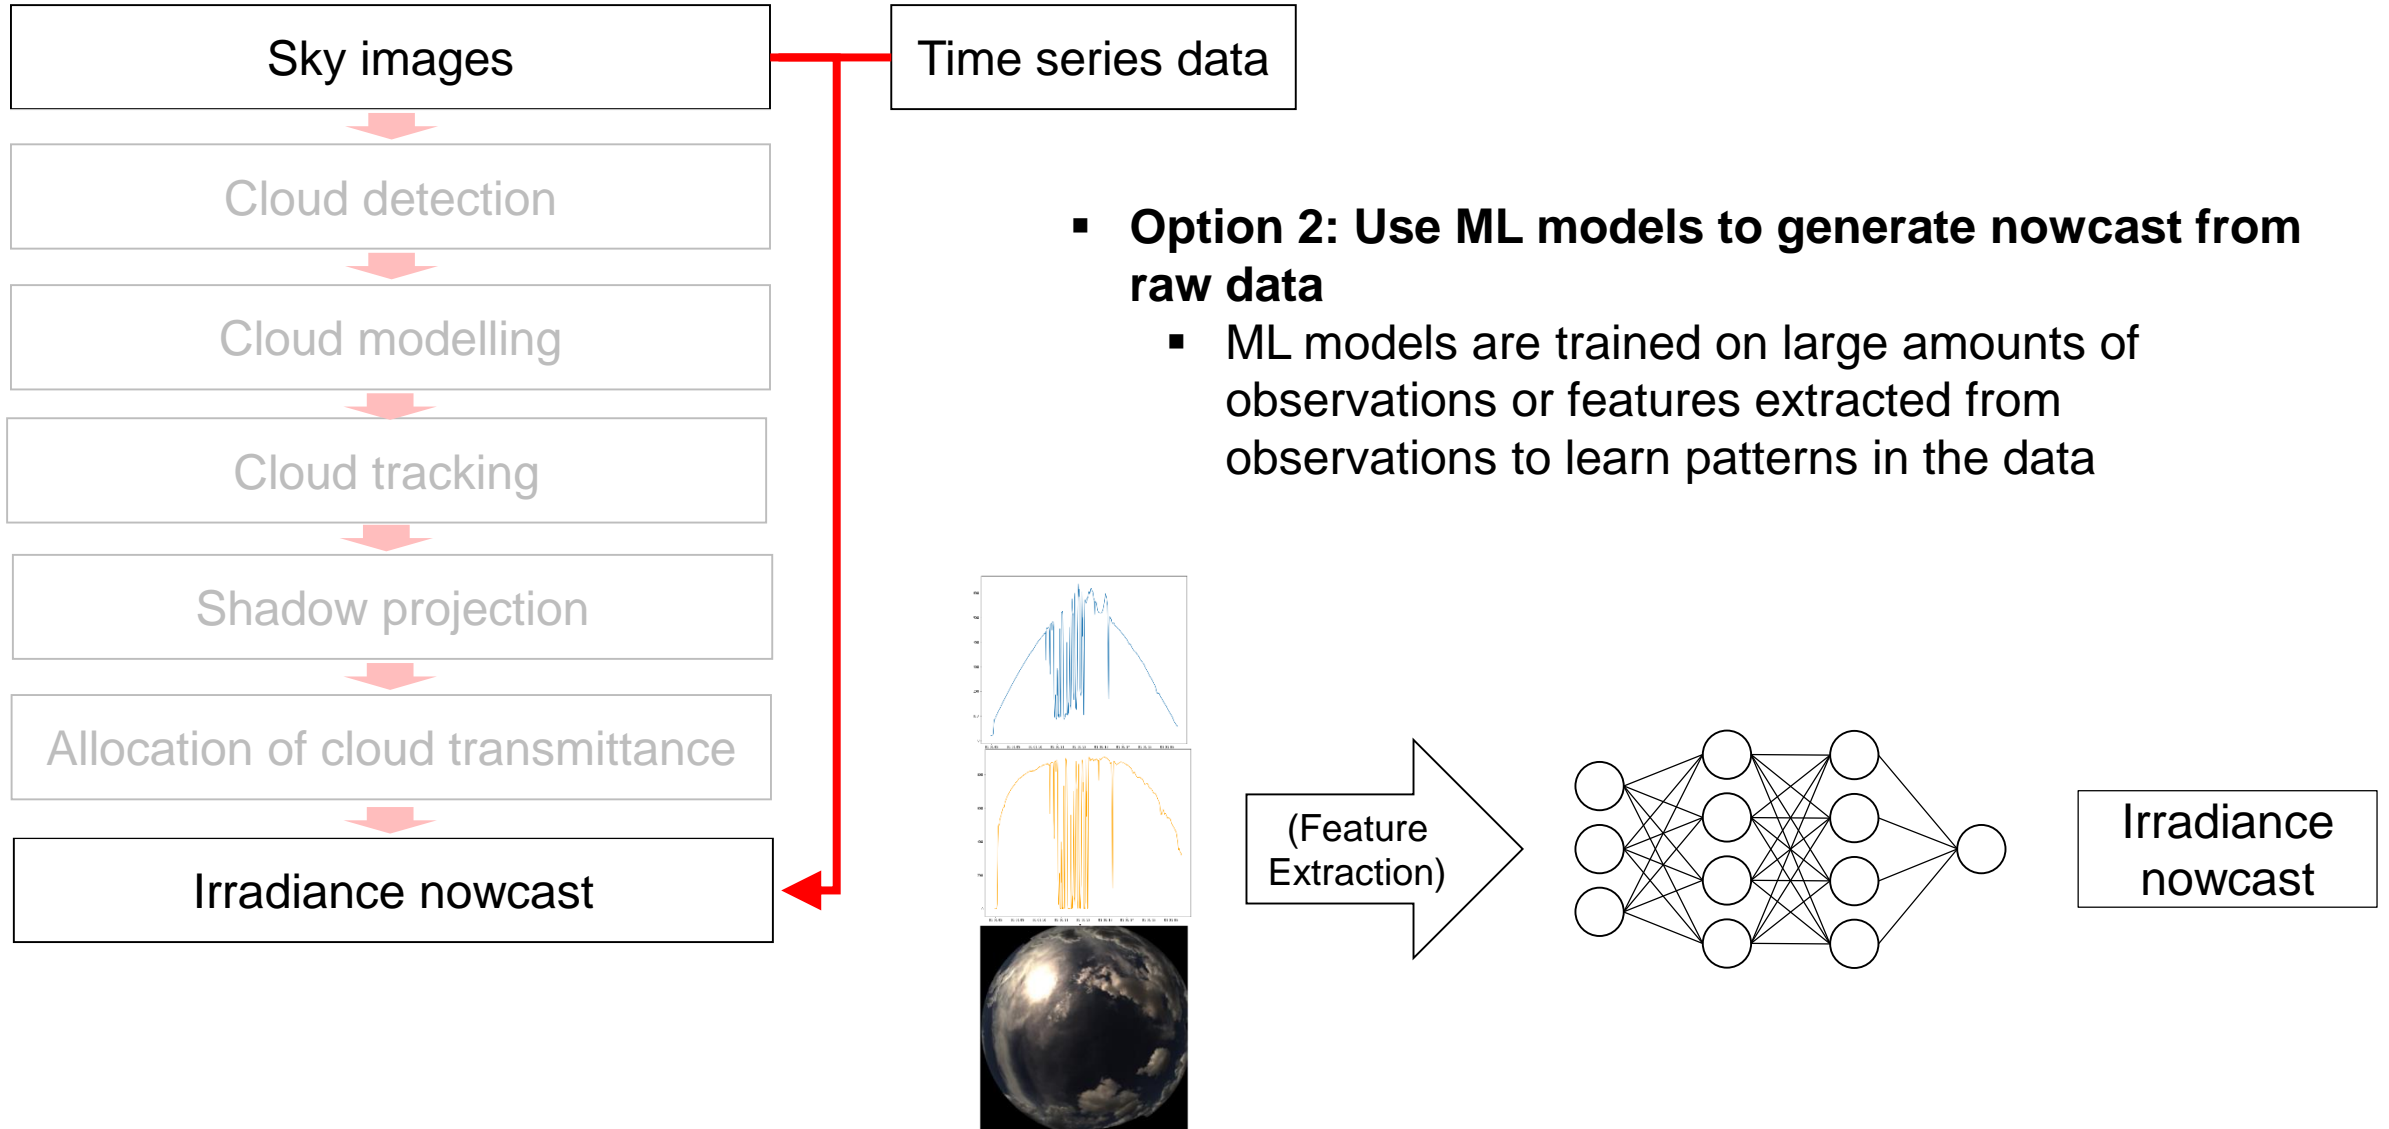 Sky images
Time series data
Cloud detection
Cloud modelling
Cloud tracking
Shadow projection
Allocation of cloud transmittance
Irradiance nowcast
▪ Option 2: Use ML models to generate nowcast from
raw data
▪ ML models are trained on large amounts of
observations or features extracted from
observations to learn patterns in the data
(Feature
Extraction)
Irradiance
nowcast